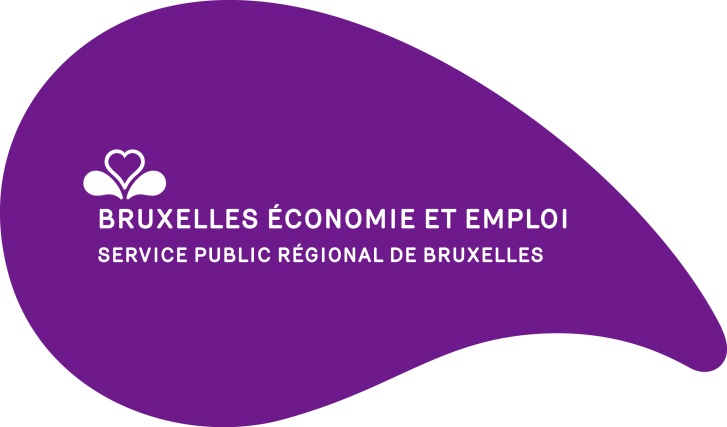 BRUXELLES ÉCONOMIE ET EMPLOI
SERVICE PUBLIC RÉGIONAL DE BRUXELLES